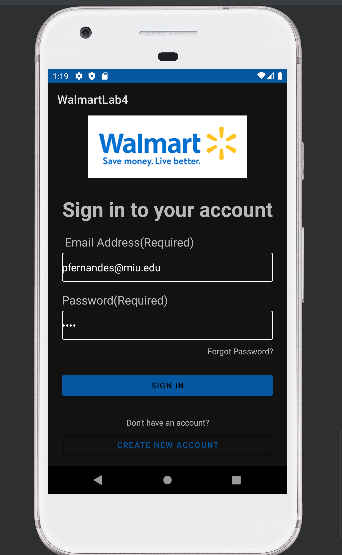 1:19
WalmartLab4
Walmart
Save money. Live better.
Sign in to your account
Email Address(Required)
pfernandes@miu.edu
Password(Required)
••••
Forgot Password?
SIGN IN
Don't have an account?
CREATE NEW ACCOUNT